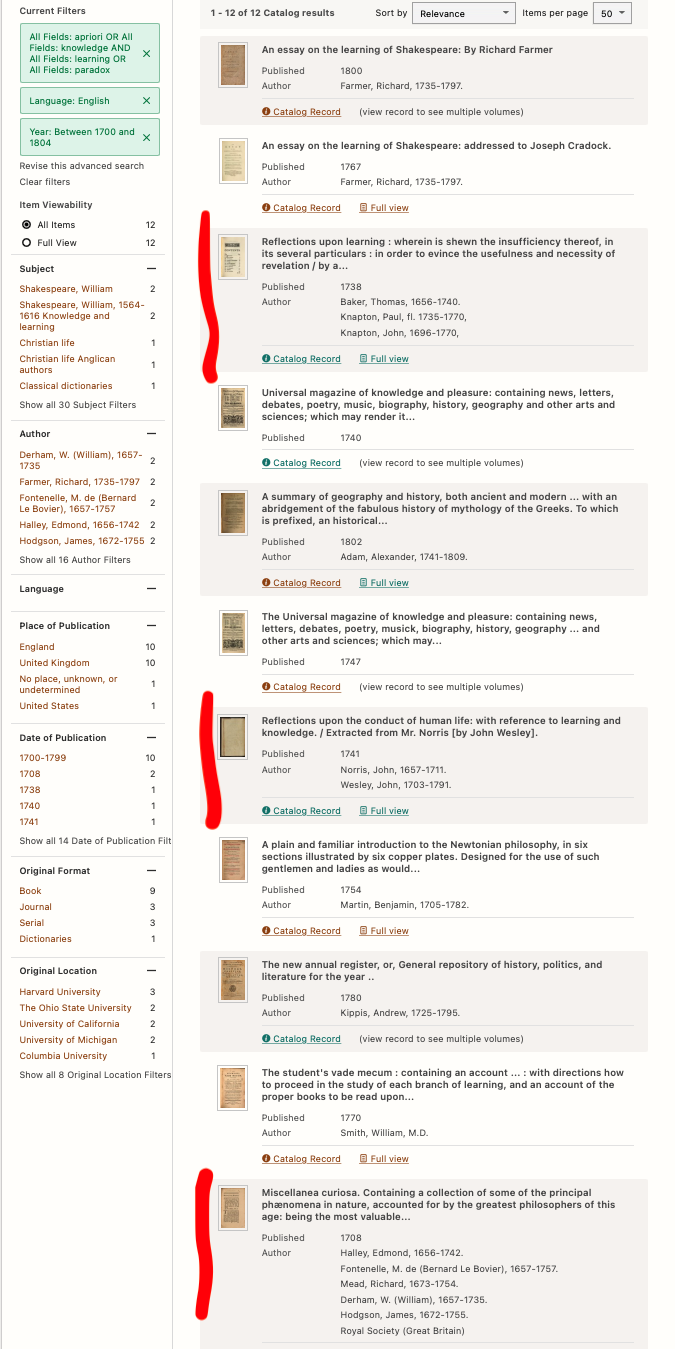 Current Filters
All Fields: apriori OR All
Fields: knowledge AND
All Fields: learning OR
All Fields: paradox
Language: English
Year: Between 1700 and
1804
Revise this advanced search
Clear filters
Item Viewability
All Items 12
Full View 12
Subject
Shakespeare, William 2
Shakespeare, William, 1564-
1616 Knowledge and 2
learning
Christian life 1
Christian life Anglican 1
authors
Classical dictionaries 1
Show all 30 Subject Filters
Author
Derham, W. (William), 1657- 2
1735
Farmer, Richard, 1735-1797 2
Fontenelle, M. de (Bernard 2
Le Bovier), 1657-1757
Halley, Edmond, 1656-1742 2
Hodgson, James, 1672-1755 2
Show all 16 Author Filters
Language
Place of Publication
England 10
United Kingdom 10
No place, unknown, or 1
undetermined
United States 1
Date of Publication
1700-1799 10
1708 2
1738 1
1740 1
1741 1
Show all 14 Date of Publication Filt
Original Format
Book 9
Journal 3
Serial 3
Dictionaries 1
Original Location
Harvard University 3
The Ohio State University 2
University of California 2
University of Michigan 2
Columbia University 1
Show all 8 Original Location Filters
1 - 12 of 12 Catalog results Sort by Relevance Items per page 50
An essay on the learning of Shakespeare: By Richard Farmer
Published 1800
Author Farmer, Richard, 1735-1797.
Catalog Record (view record to see multiple volumes)
An essay on the learning of Shakespeare: addressed to Joseph Cradock.
Published 1767
Author Farmer, Richard, 1735-1797.
Catalog Record Full view
Reflections upon learning : wherein is shewn the insufficiency thereof, in
its several particulars : in order to evince the usefulness and necessity of
revelation / by a...
Published 1738
Author Baker, Thomas, 1656-1740.
Knapton, Paul, fl. 1735-1770,
Knapton, John, 1696-1770,
Catalog Record Full view
Universal magazine of knowledge and pleasure: containing news, letters,
debates, poetry, music, biography, history, geography and other arts and
sciences; which may render it...
Published 1740
Catalog Record (view record to see multiple volumes)
A summary of geography and history, both ancient and modern ... with an
abridgement of the fabulous history of mythology of the Greeks. To which
is prefixed, an historical...
Published 1802
Author Adam, Alexander, 1741-1809.
Catalog Record Full view
The Universal magazine of knowledge and pleasure: containing news,
letters, debates, poetry, musick, biography, history, geography ... and
other arts and sciences; which may...
Published 1747
Catalog Record (view record to see multiple volumes)
Reflections upon the conduct of human life: with reference to learning and
knowledge. / Extracted from Mr. Norris [by John Wesley].
Published 1741
Author Norris, John, 1657-1711.
Wesley, John, 1703-1791.
Catalog Record Full view
A plain and familiar introduction to the Newtonian philosophy, in six
sections illustrated by six copper plates. Designed for the use of such
gentlemen and ladies as would...
Published 1754
Author Martin, Benjamin, 1705-1782.
Catalog Record Full view
The new annual register, or, General repository of history, politics, and
literature for the year ..
Published 1780
Author Kippis, Andrew, 1725-1795.
Catalog Record (view record to see multiple volumes)
The student's vade mecum : containing an account ... : with directions how
to proceed in the study of each branch of learning, and an account of the
proper books to be read upon...
Published 1770
Author Smith, William, M.D.
Catalog Record Full view
Miscellanea curiosa. Containing a collection of some of the principal
phænomena in nature, accounted for by the greatest philosophers of this
age: being the most valuable...
Published 1708
Author Halley, Edmond, 1656-1742.
Fontenelle, M. de (Bernard Le Bovier), 1657-1757.
Mead, Richard, 1673-1754.
Derham, W. (William), 1657-1735.
Hodgson, James, 1672-1755.
Royal Society (Great Britain)